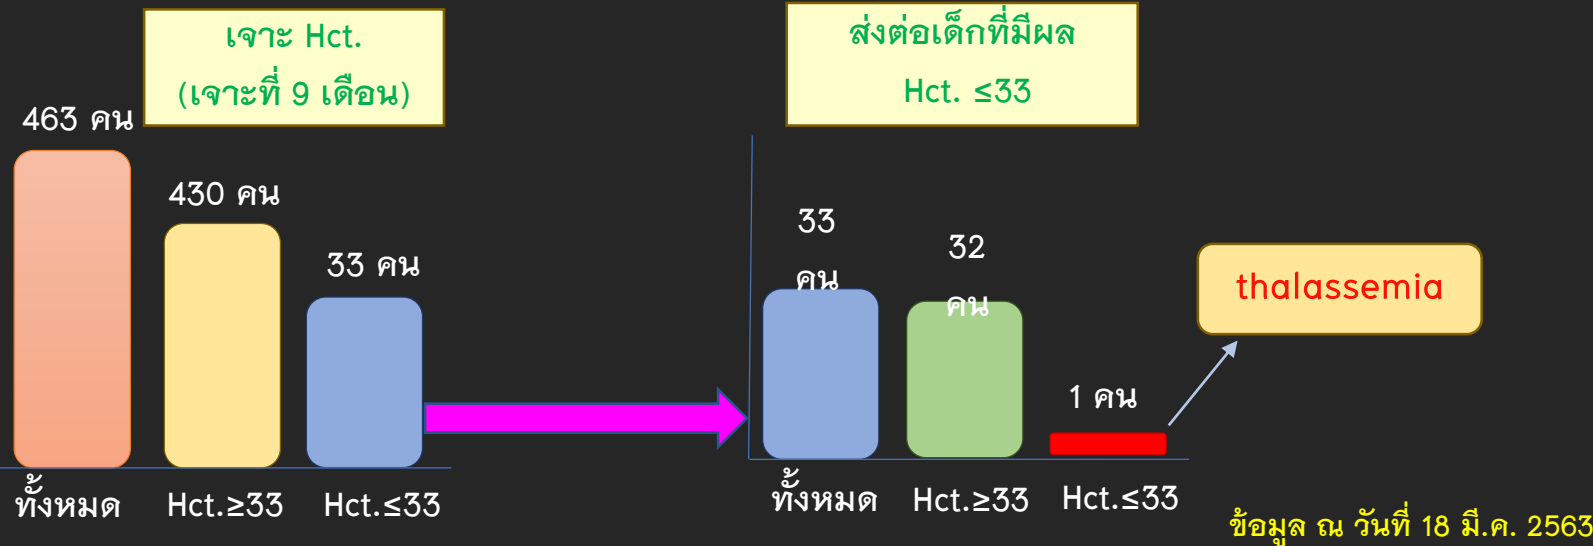 เจาะ Hct.
(เจาะที่ 9 เดือน)
463 คน
430 คน
33 คน
ทั้งหมด
Hct.≥33
Hct.≤33
ส่งต่อเด็กที่มีผล
Hct. ≤33
33
คน
32
คน
1 คน
thalassemia
ทั้งหมด
Hct.≥33
Hct.≤33
ข้อมูล ณ วันที่ 18 มี.ค. 2563